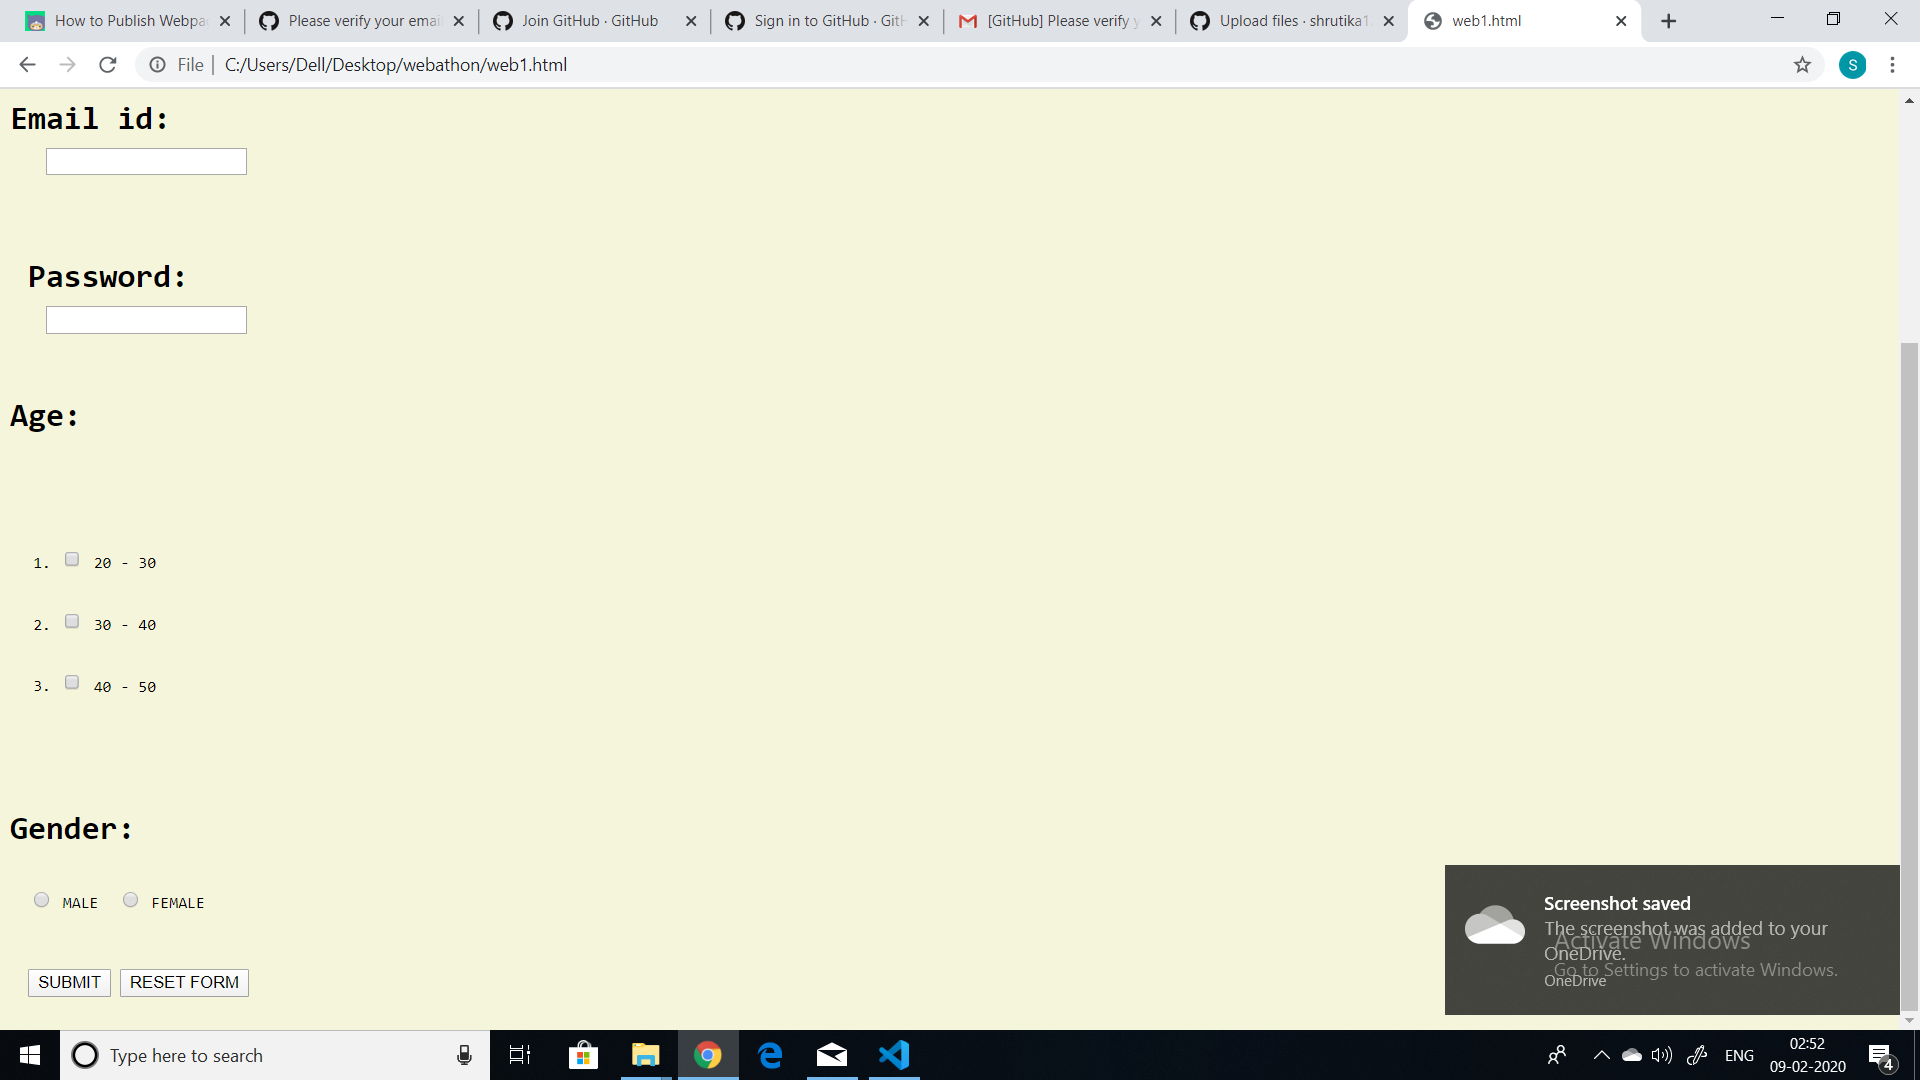 How to Publish Webpa
Please verify your emai
Join GitHub · GitHub
Sign in to GitHub · GitH
[GitHub] Please verify y
Upload files · shrutika1
web1.html
File | C:/Users/Dell/Desktop/webathon/web1.html
S
Email id:
Password:
Age:
1. 20 - 30
2. 30 - 40
3. 40 - 50
Gender:
MALE FEMALE
SUBMIT RESET FORM
Screenshot saved
The screenshot was added to your
OneDrive.
OneDrive
Activate Windows
Go to Settings to activate Windows.
Type here to search
ENG
02:52
09-02-2020
4